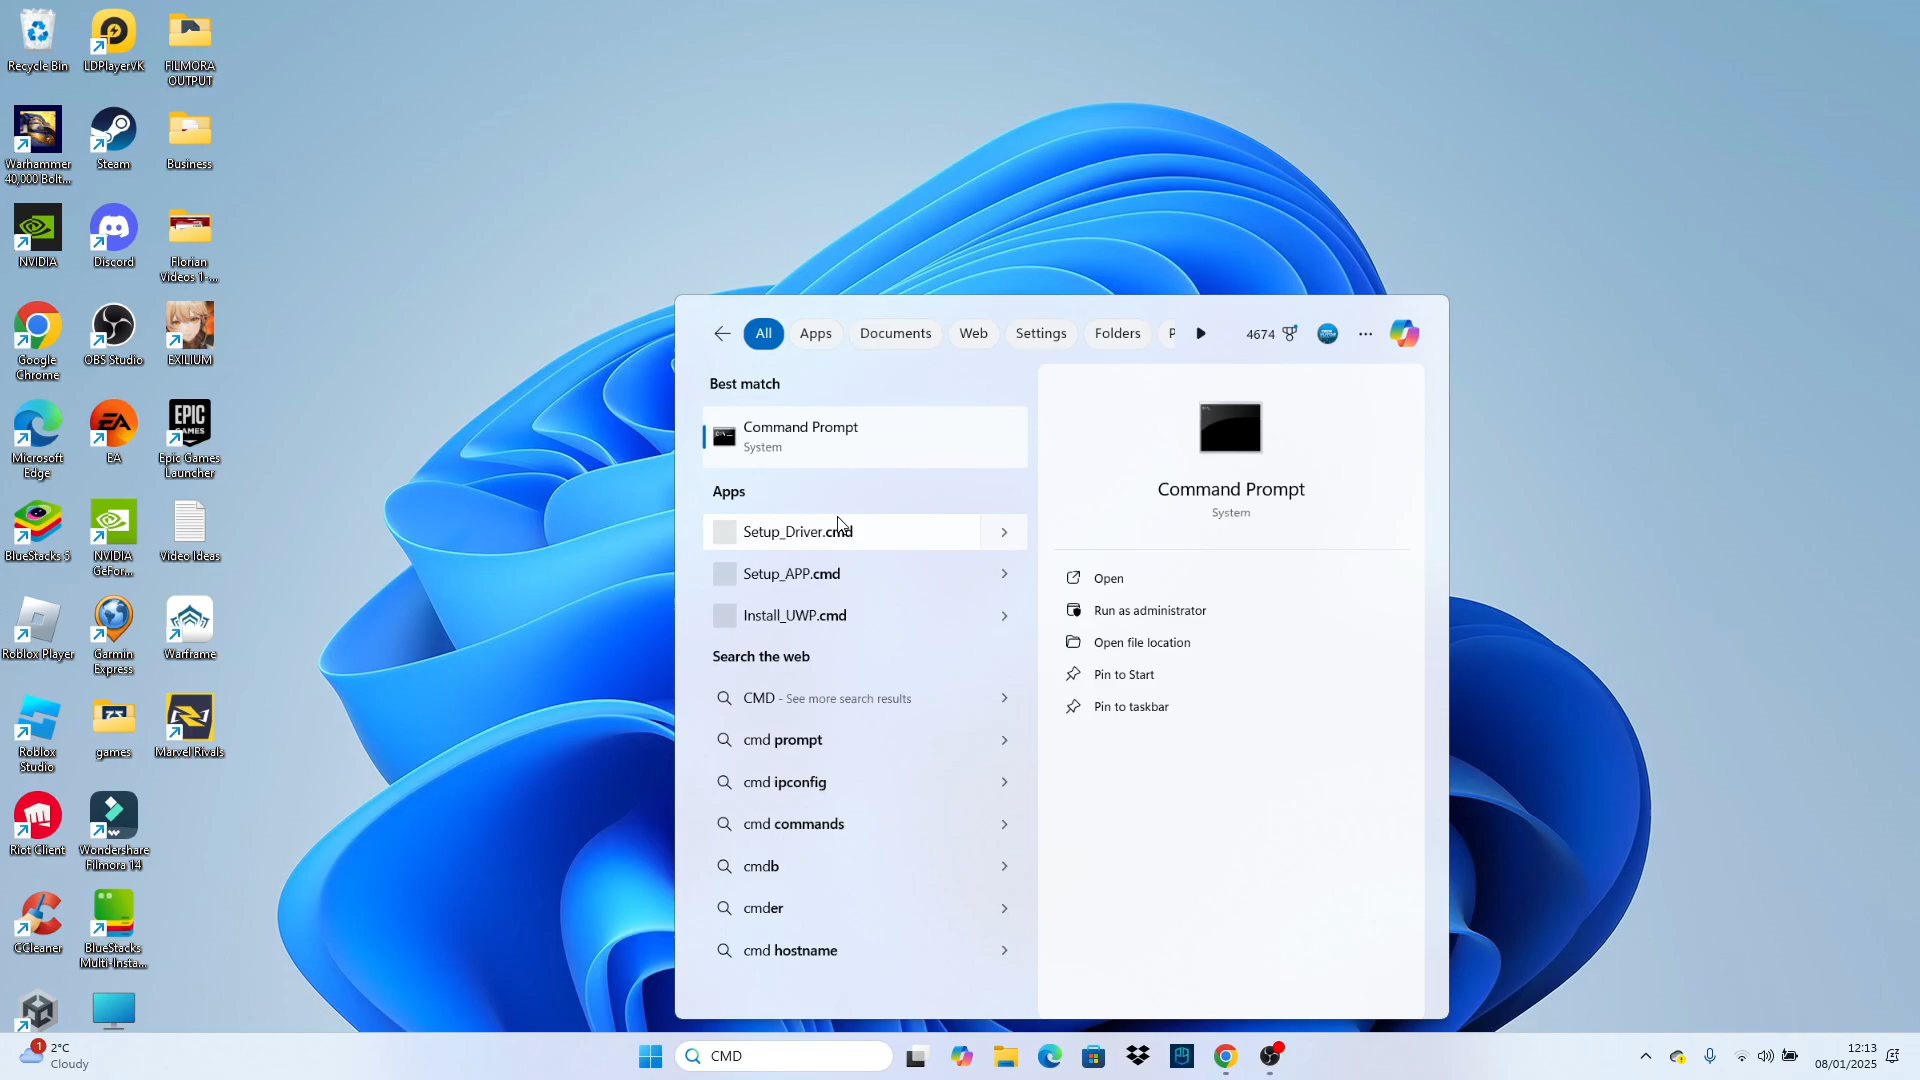 Recycle Bin
LDPlayerVK
FILMORA
OUTPUT
Warhammer
40,000 Bolt...
Steam
Business
NVIDIA
Discord
Florian
Videos 1-...
Google
Chrome
OBS Studio
EXILIUM
Microsoft
Edge
EA
Epic Games
Launcher
BlueStacks 5
NVIDIA
GeFor...
Video Ideas
Roblox Player
Garmin
Express
Warframe
Roblox
Studio
games
Marvel Rivals
Riot Client
Wondershare
Filmora 14
CCleaner
BlueStacks
Multi-Insta...
EPIC
GAMES
EA
All
Apps
Documents
Web
Settings
Folders
P
4674
Best match
Command Prompt
System
Apps
Setup_Driver.cmd
Setup_APP.cmd
Install_UWP.cmd
Search the web
CMD - See more search results
cmd prompt
cmd ipconfig
cmd commands
cmdb
cmder
cmd hostname
Command Prompt
System
Open
Run as administrator
Open file location
Pin to Start
Pin to taskbar
1
2°C
Cloudy
CMD
12:13
08/01/2025